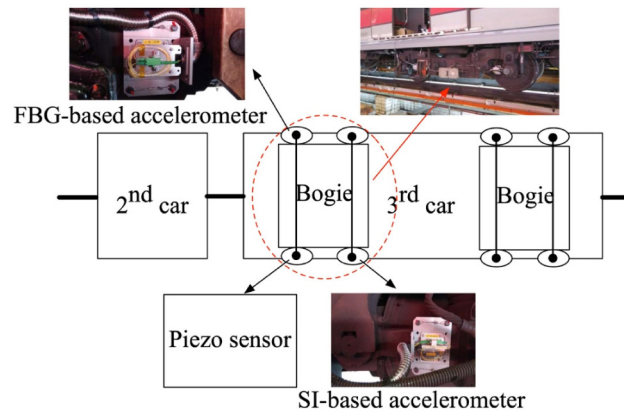 FBG-based accelerometer
2nd car
Bogie
3rd car
Bogie
Piezo sensor
SI-based accelerometer